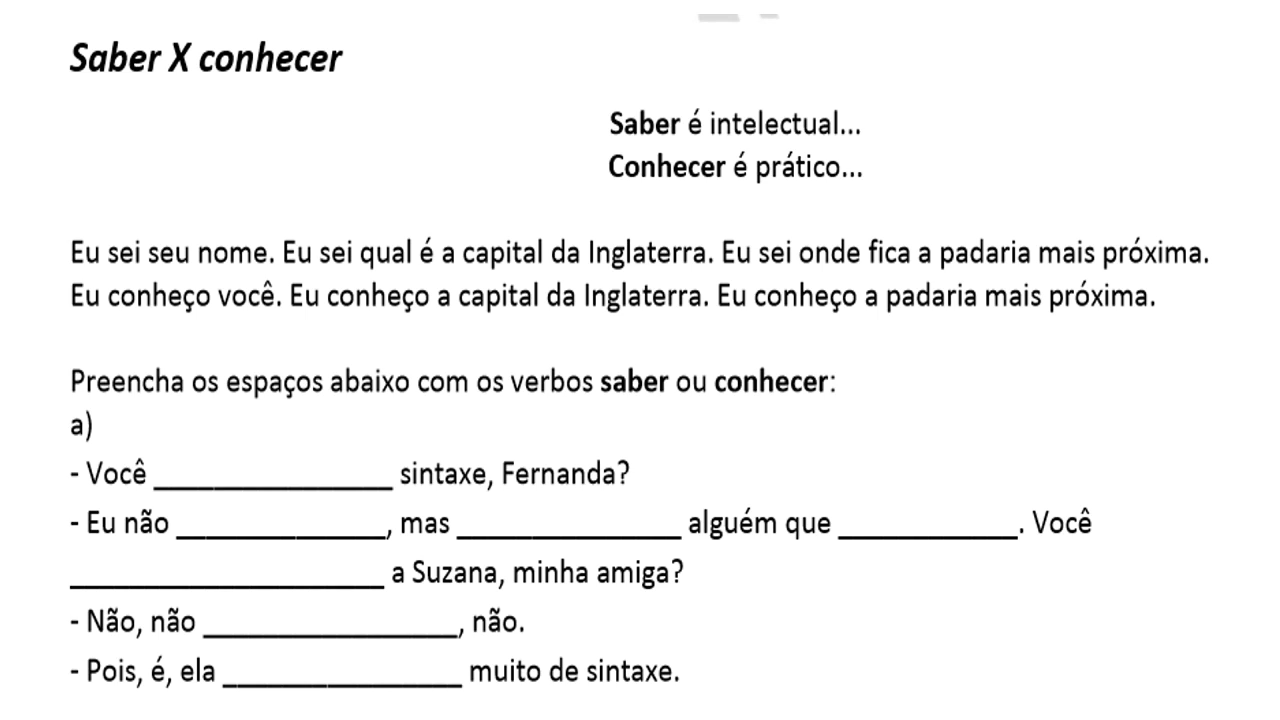 Saber X conhecer
Saber é intelectual...
Conhecer é prático...
Eu sei seu nome. Eu sei qual é a capital da Inglaterra. Eu sei onde fica a padaria mais próxima.
Eu conheço você. Eu conheço a capital da Inglaterra. Eu conheço a padaria mais próxima.
Preencha os espaços abaixo com os verbos saber ou conhecer:
a)
- Você ________________ sintaxe, Fernanda?
- Eu não ______________, mas _______________ alguém que ____________. Você
_____________________ a Suzana, minha amiga?
- Não, não _________________, não.
- Pois, é, ela ________________ muito de sintaxe.